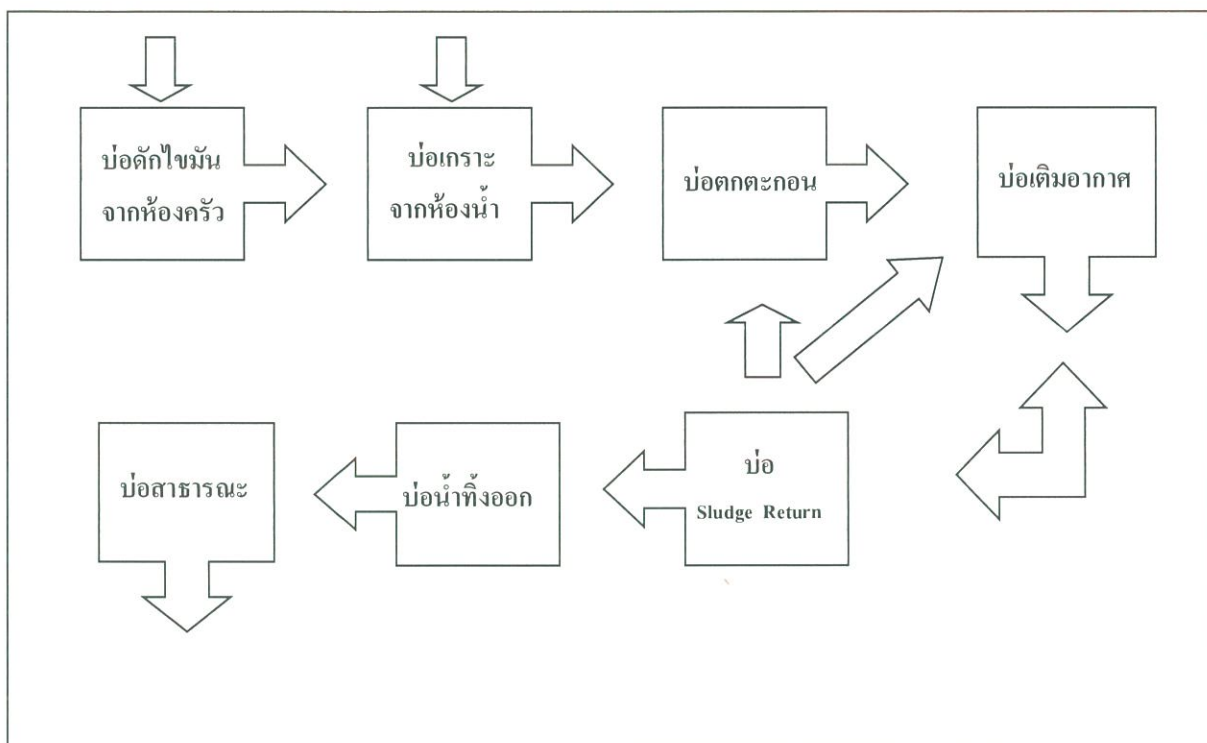 บ่อดักไขมัน
จากห้องครัว
บ่อเกราะ
จากห้องน้ำ
บ่อตกตะกอน
บ่อเติมอากาศ
บ่อสาธารณะ
บ่อน้ำทิ้งออก
บ่อ
Sludge Return